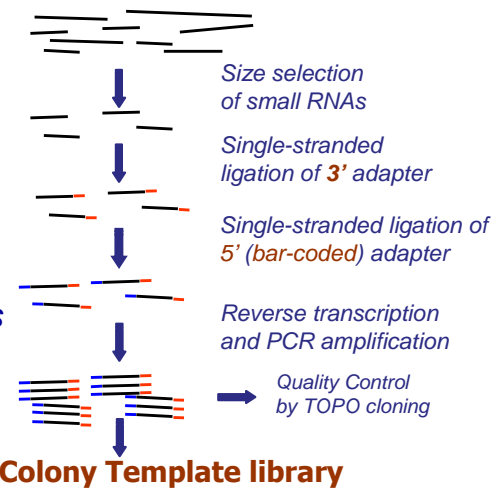 Size selection
of small RNAs
Single-stranded
ligation of 3’ adapter
Single-stranded ligation of
5’ (bar-coded) adapter
s
Reverse transcription
and PCR amplification
Quality Control
by TOPO cloning
Colony Template library